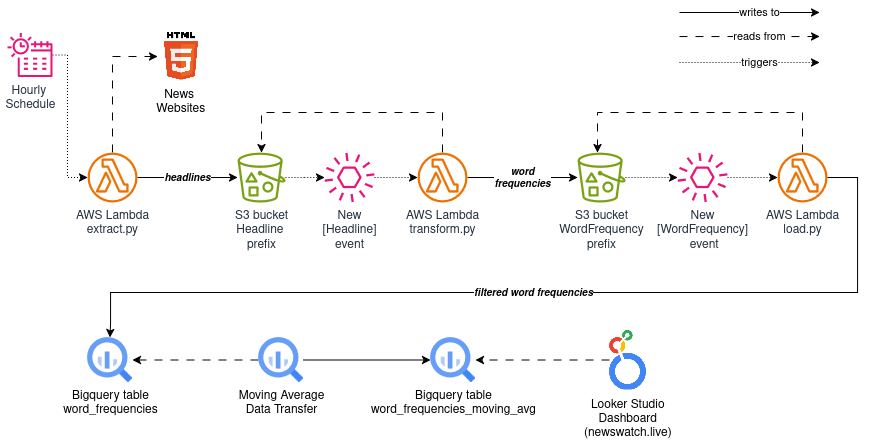 writes to
reads from
triggers
HTML
5
Hourly
Schedule
News
Websites
headlines
word
frequencies
AWS Lambda
extract.py
S3 bucket
Headline
prefix
New
[Headline]
event
AWS Lambda
transform.py
S3 bucket
WordFrequency
prefix
New
[WordFrequency]
event
AWS Lambda
load.py
filtered word frequencies
Bigquery table
word_frequencies
Moving Average
Data Transfer
Bigquery table
word_frequencies_moving_avg
Looker Studio
Dashboard
(newswatch.live)